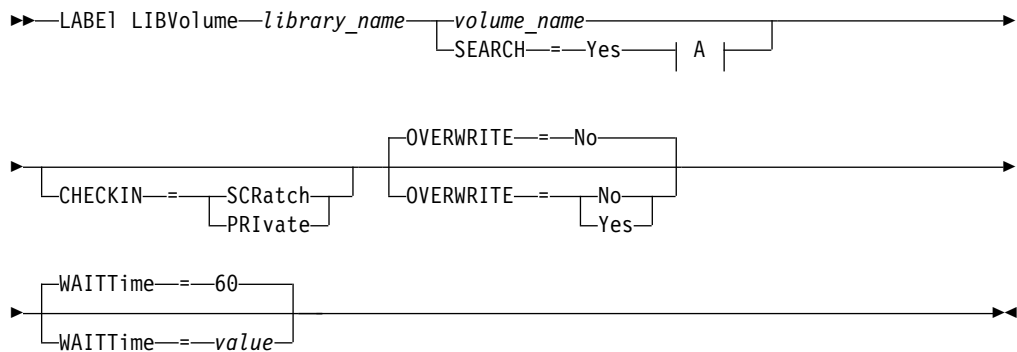 LABEl LIBVolume library_name volume_name
SEARCH = Yes A
OVERWRITE = No
CHECKIN = SCRatch OVERWRITE = No
PRIvate Yes
WAITTime = 60
WAITTime = value